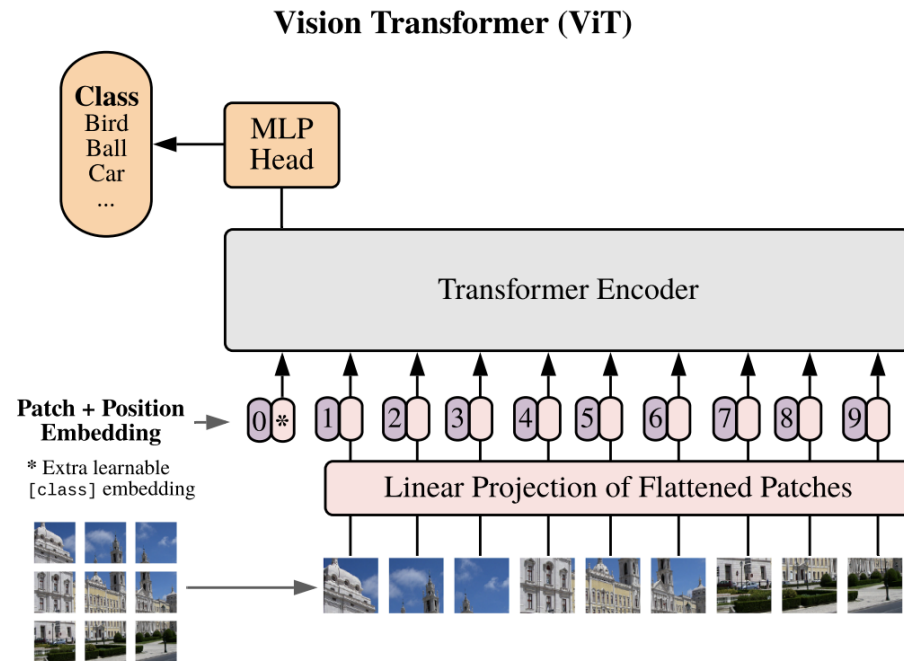 Vision Transformer (ViT)
Class
Bird
Ball
Car
...
MLP
Head
Transformer Encoder
Patch + Position
Embedding
0 * 1 2 3 4 5 6 7 8 9
* Extra learnable
[class] embedding
Linear Projection of Flattened Patches